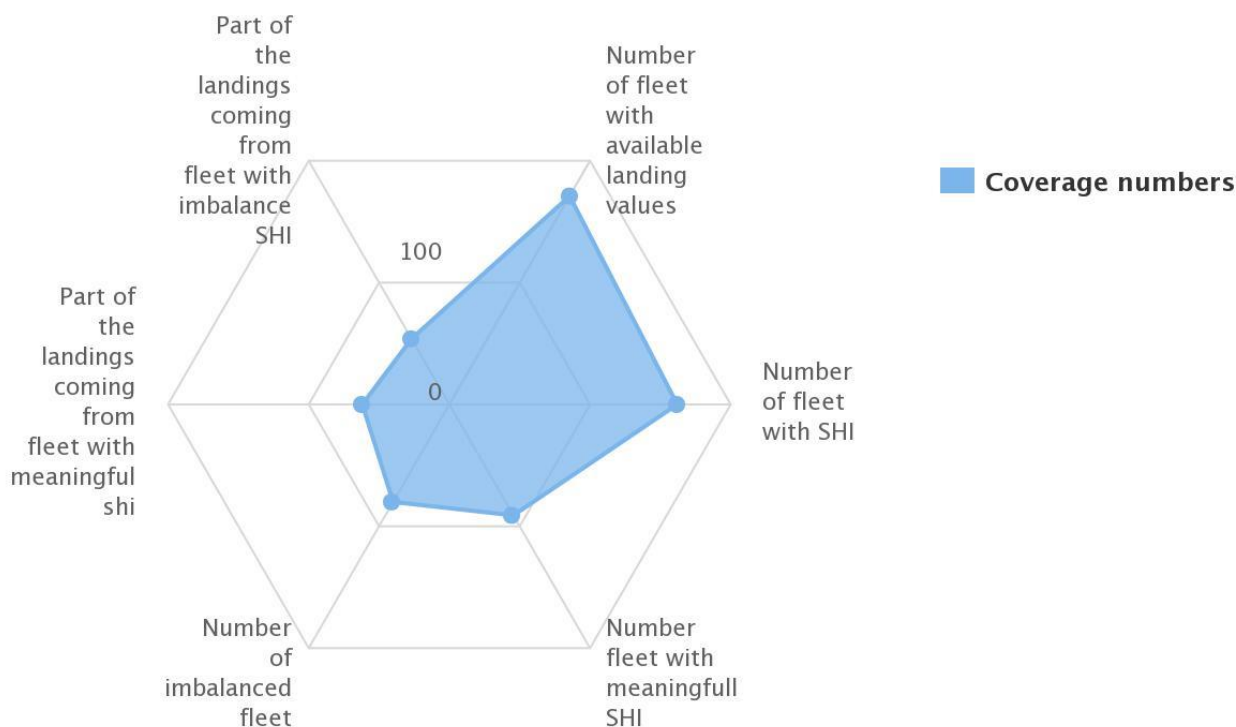 Part of
the
landings
coming
from
fleet with
imbalance
SHI
Number
of fleet
with
available
landing
values
Coverage numbers
100
Part of
the
landings
coming
from
fleet with
meaningful
shi
0
Number
of fleet
with SHI
Number
of
imbalanced
fleet
Number
fleet with
meaningfull
SHI